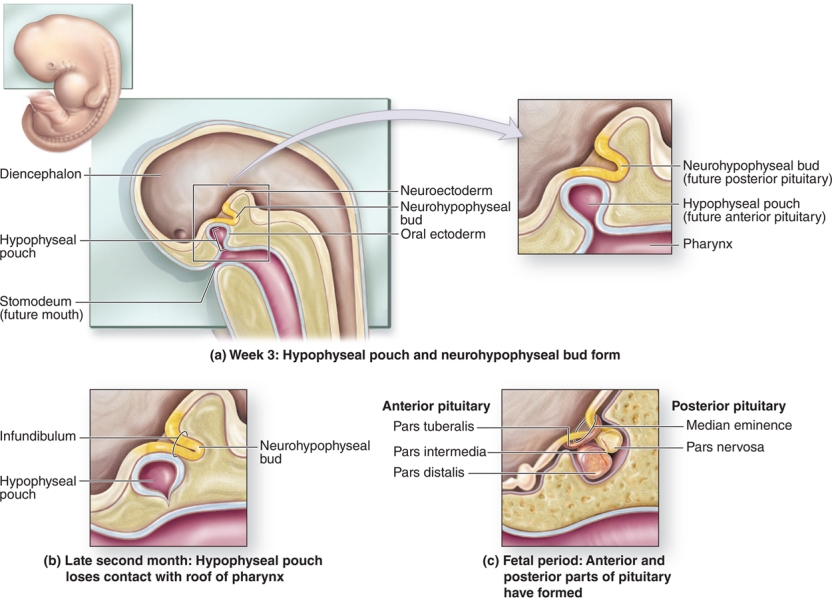 Diencephalon
Hypophyseal
pouch
Stomodeum
(future mouth)
Neuroectoderm
Neurohypophyseal
bud
Oral ectoderm
Neurohypophyseal bud
(future posterior pituitary)
Hypophyseal pouch
(future anterior pituitary)
Pharynx
(a) Week 3: Hypophyseal pouch and neurohypophyseal bud form
Infundibulum
Hypophyseal
pouch
Neurohypophyseal
bud
(b) Late second month: Hypophyseal pouch
loses contact with roof of pharynx
Anterior pituitary
Pars tuberalis
Pars intermedia
Pars distalis
Posterior pituitary
Median eminence
Pars nervosa
(c) Fetal period: Anterior and
posterior parts of pituitary
have formed